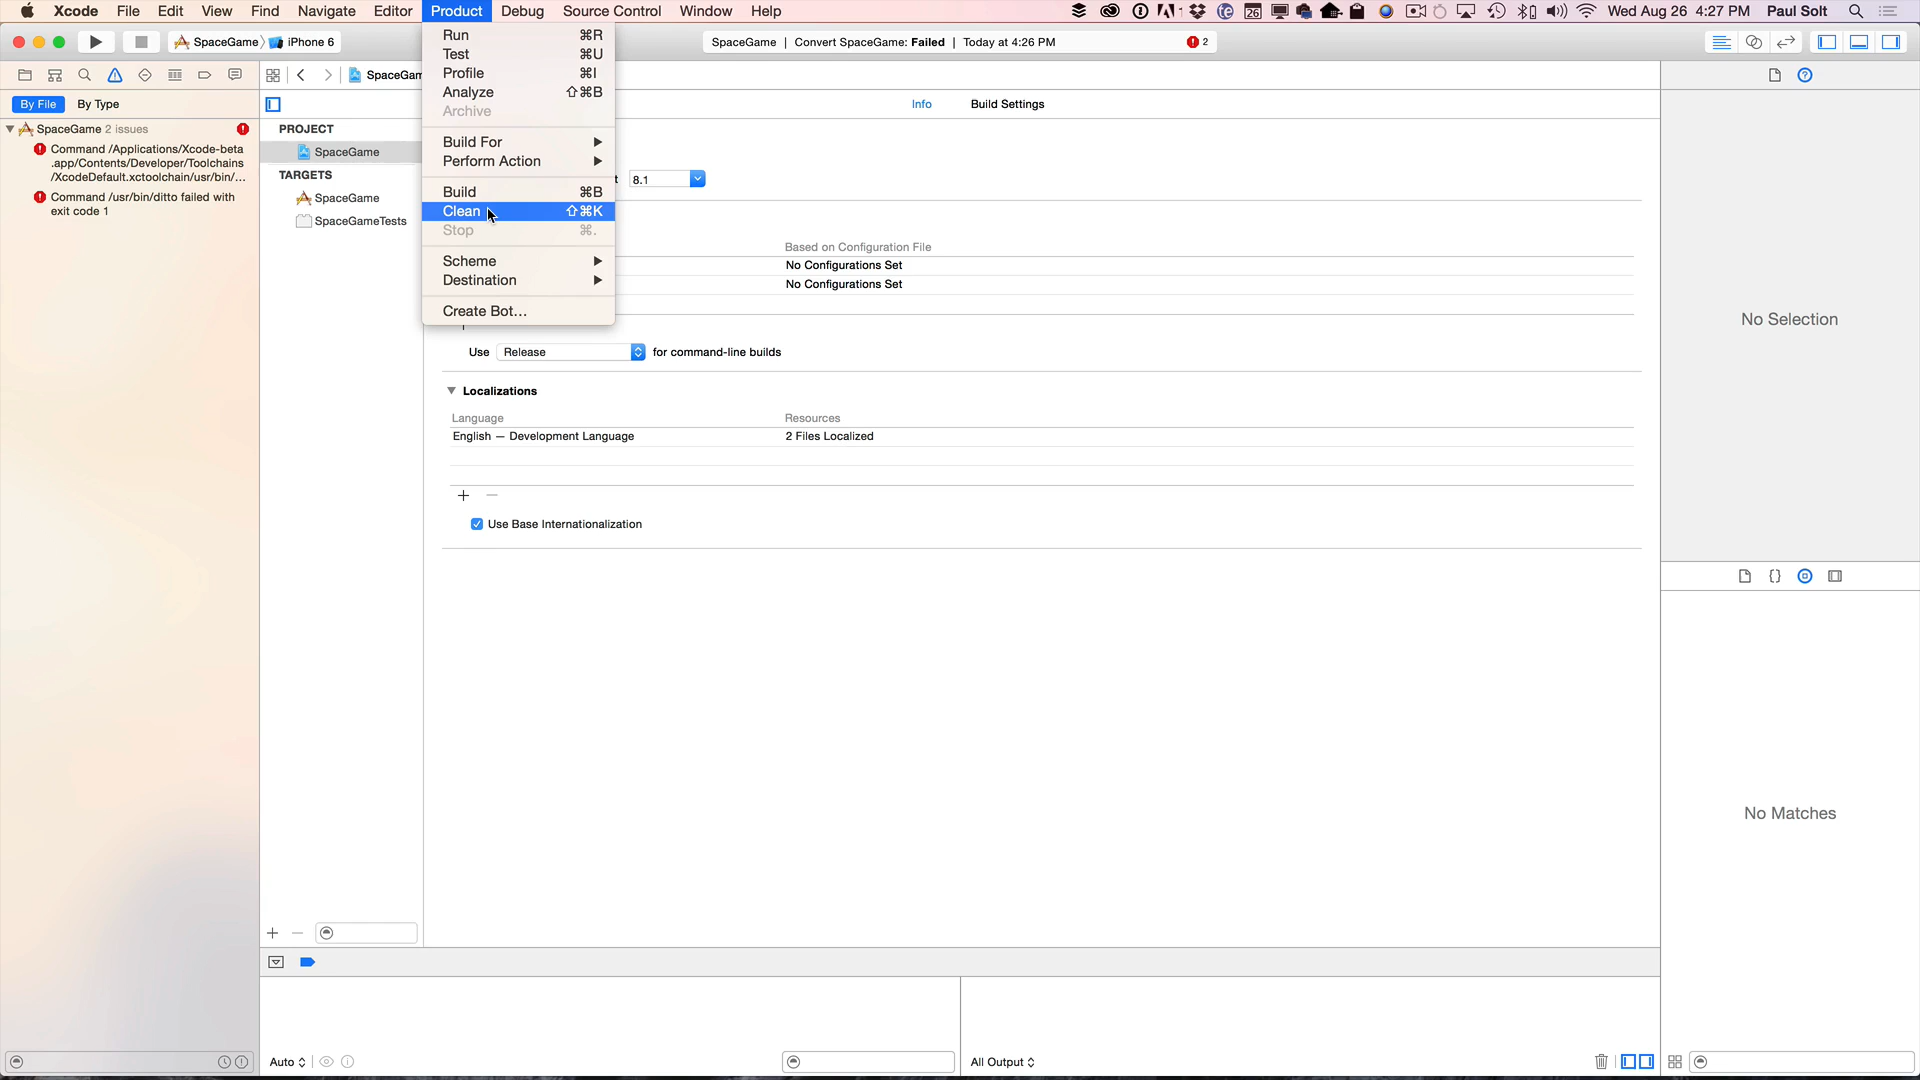 Xcode File Edit View Find Navigate Editor Product Debug Source Control Window Help
26 Wed Aug 26 4:27 PM Paul Solt
SpaceGame iPhone 6
SpaceGame | Convert SpaceGame: Failed | Today at 4:26 PM 2
Run ⌘R
Test ⌘U
Profile ⌘I
Analyze ⇧⌘B
Archive
Build For
Perform Action
Build ⌘B
Clean ⇧⌘K
Stop ⌘.
Scheme
Destination
Create Bot...
SpaceGam
By File By Type
SpaceGame 2 issues
Command /Applications/Xcode-beta
.app/Contents/Developer/Toolchains
/XcodeDefault.xctoolchain/usr/bin/...
Command /usr/bin/ditto failed with
exit code 1
PROJECT
SpaceGame
TARGETS
SpaceGame
SpaceGameTests
Info Build Settings
t 8.1
Based on Configuration File
No Configurations Set
No Configurations Set
Use Release for command-line builds
Localizations
Language Resources
English — Development Language 2 Files Localized
Use Base Internationalization
No Selection
No Matches
Auto
All Output